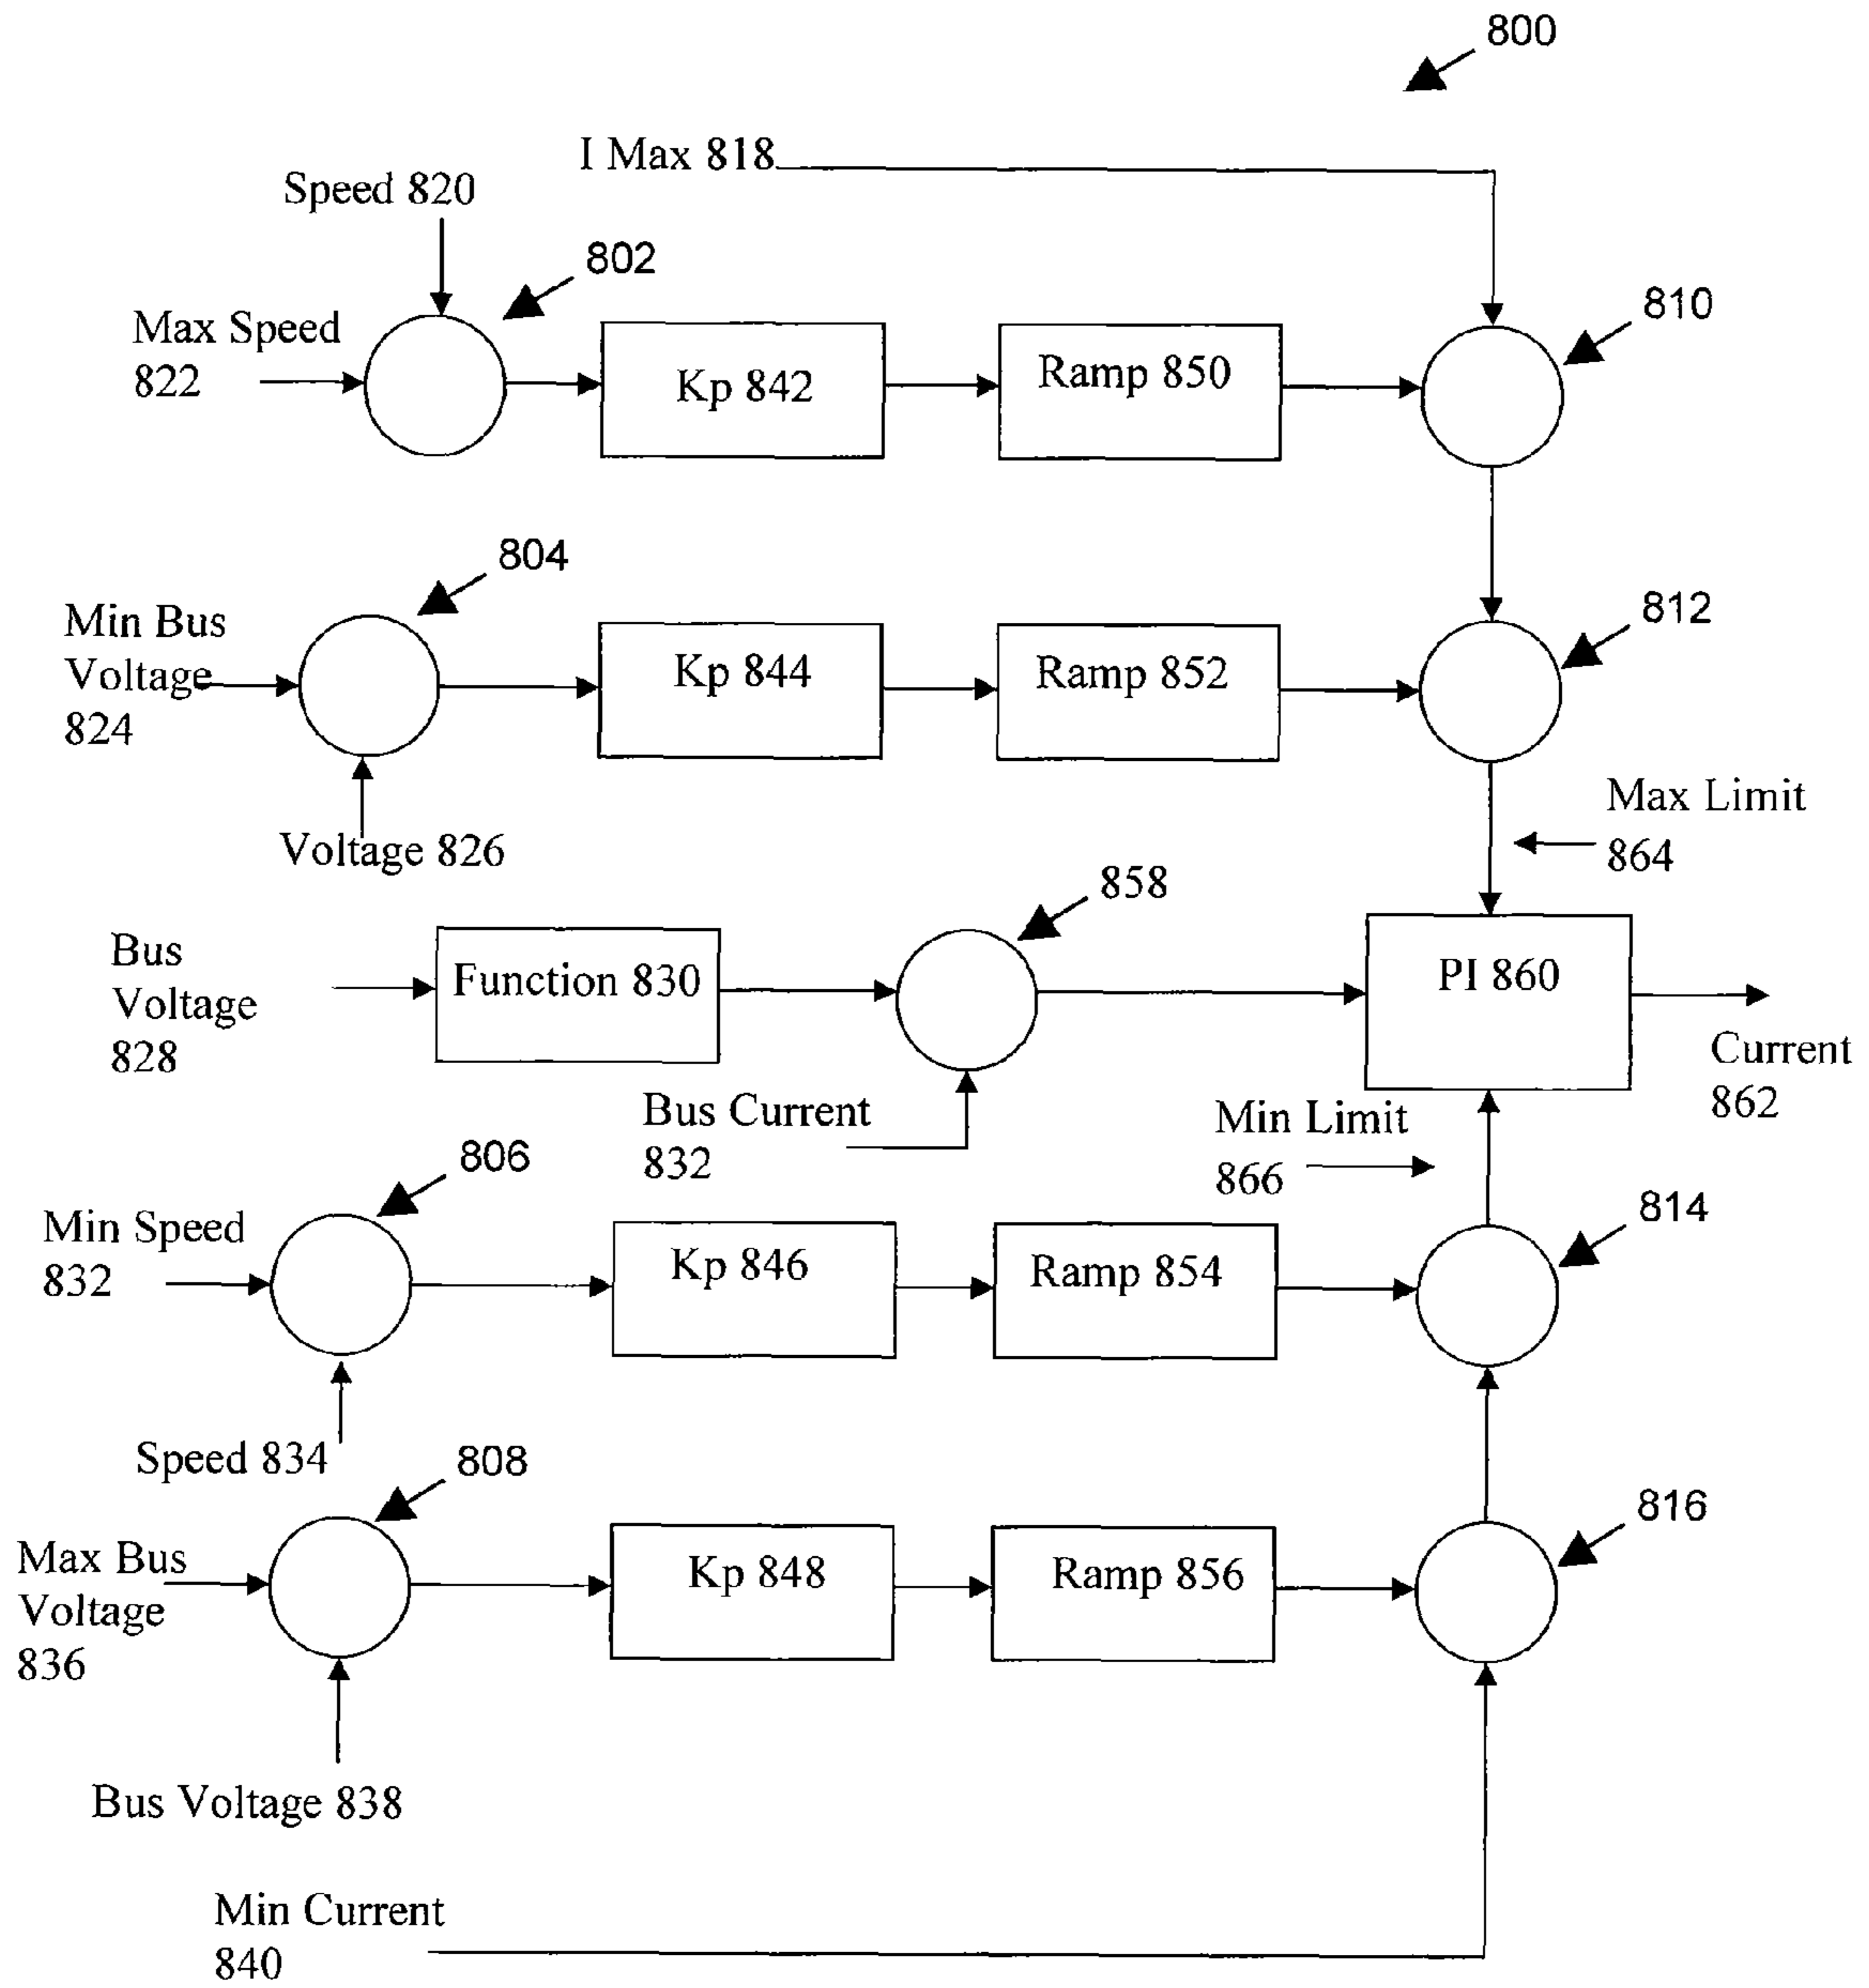 800
I Max 818
Speed 820
802
Max Speed
822
810
Kp 842
Ramp 850
804
Min Bus
Voltage
824
812
Kp 844
Ramp 852
Voltage 826
Max Limit
864
858
Bus
Voltage
828
Function 830
PI 860
Current
862
Bus Current
832
Min Limit
866
806
Min Speed
832
814
Kp 846
Ramp 854
Speed 834
808
Max Bus
Voltage
836
816
Kp 848
Ramp 856
Bus Voltage 838
Min Current
840